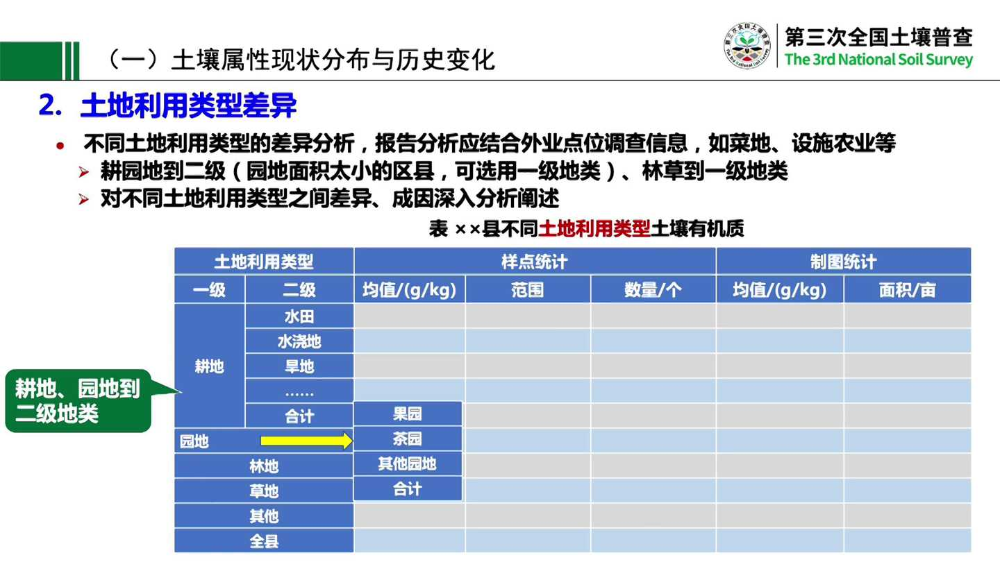 （一）土壤属性现状分布与历史变化
第三次全国土壤普查
The 3rd National Soil Survey
2. 土地利用类型差异
• 不同土地利用类型的差异分析，报告分析应结合外业点位调查信息，如菜地、设施农业等
➢ 耕园地到二级（园地面积太小的区县，可选用一级地类）、林草到一级地类
➢ 对不同土地利用类型之间差异、成因深入分析阐述
表 ××县不同土地利用类型土壤有机质
土地利用类型 样点统计 制图统计
一级 二级 均值/(g/kg) 范围 数量/个 均值/(g/kg) 面积/亩
耕地
水田
水浇地
旱地
......
合计
耕地、园地到
二级地类
园地
果园
茶园
其他园地
合计
林地
草地
其他
全县